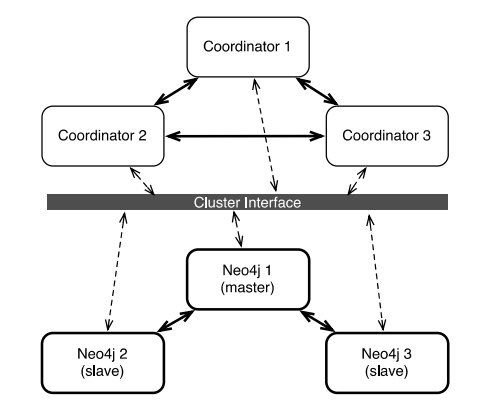 Coordinator 1
Coordinator 2
Coordinator 3
Cluster Interface
Neo4j 1
(master)
Neo4j 2
(slave)
Neo4j 3
(slave)